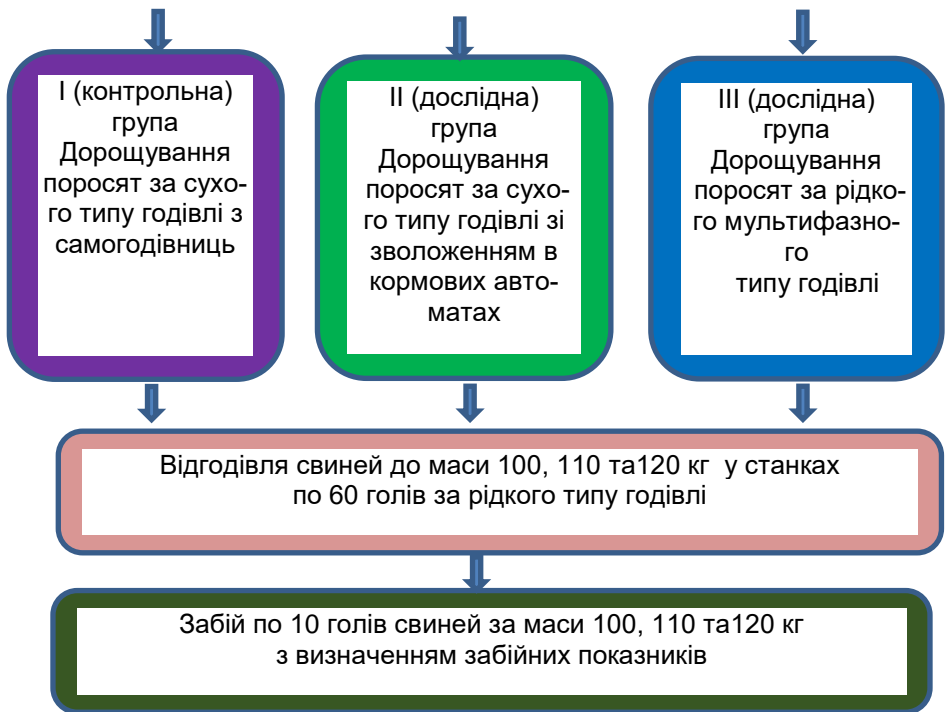 І (контрольна)
група
Дорощування
поросят за сухо-
го типу годівлі з
самогодівниць
ІІ (дослідна)
група
Дорощування
поросят за сухо-
го типу годівлі зі
зволоженням в
кормових авто-
матах
ІІІ (дослідна)
група
Дорощування
поросят за рідко-
го мультифазно-
го
типу годівлі
Відгодівля свиней до маси 100, 110 та120 кг у станках
по 60 голів за рідкого типу годівлі
Забій по 10 голів свиней за маси 100, 110 та120 кг
з визначенням забійних показників